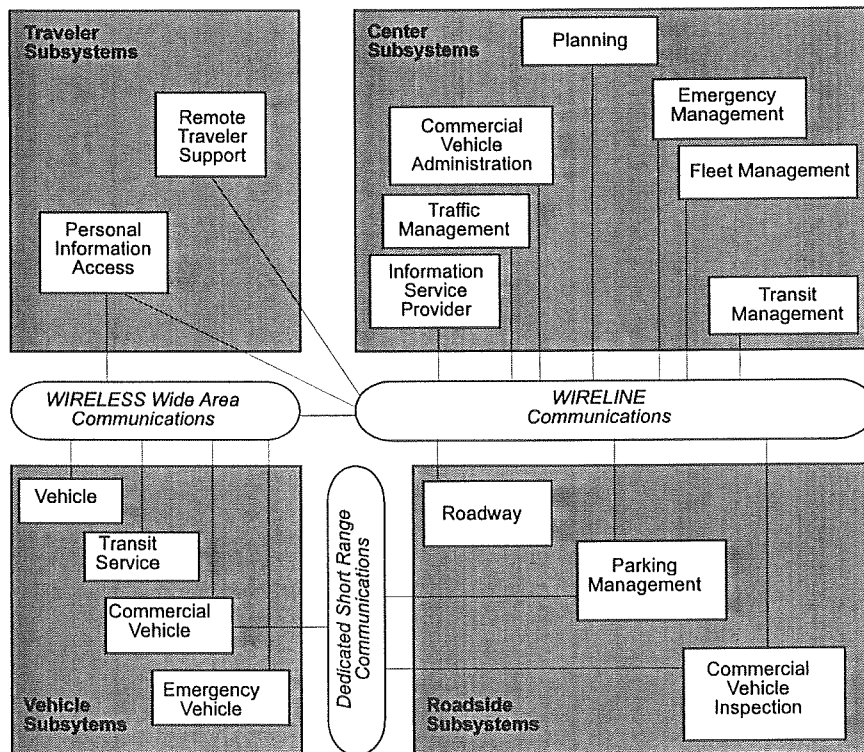 Traveler
Subsystems
Remote
Traveler
Support
Personal
Information
Access
Center
Subsystems
Planning
Emergency
Management
Commercial
Vehicle
Administration
Fleet Management
Traffic
Management
Information
Service
Provider
Transit
Management
WIRELESS Wide Area
Communications
WIRELINE
Communications
Vehicle
Transit
Service
Commercial
Vehicle
Emergency
Vehicle
Vehicle
Subsytems
Dedicated Short Range
Communications
Roadway
Parking
Management
Commercial
Vehicle
Inspection
Roadside
Subsystems